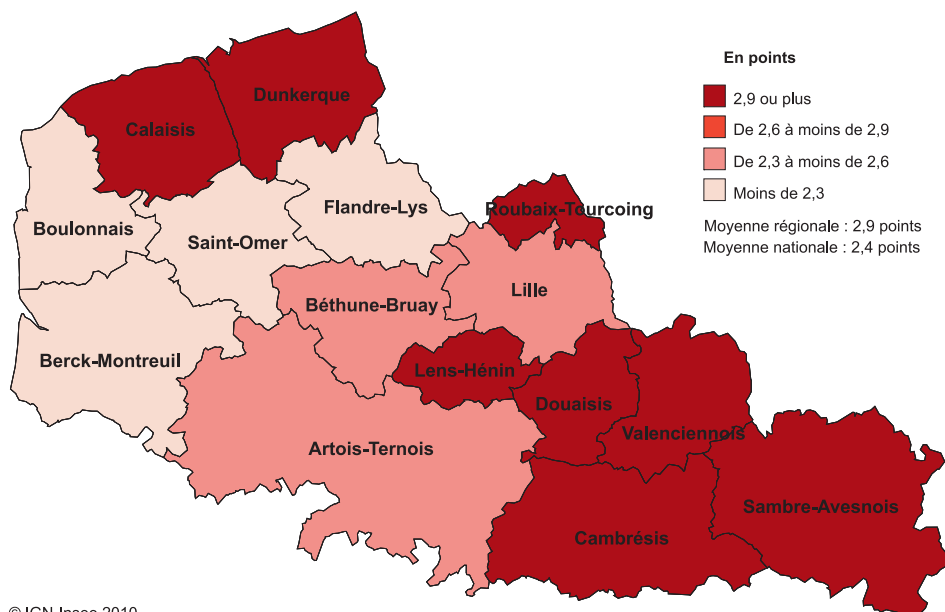 En points
2,9 ou plus
De 2,6 à moins de 2,9
De 2,3 à moins de 2,6
Moins de 2,3
Moyenne régionale : 2,9 points
Moyenne nationale : 2,4 points
Dunkerque
Calaisis
Flandre-Lys
Roubaix-Tourcoing
Boulonnais
Saint-Omer
Lille
Béthune-Bruay
Berck-Montreuil
Lens-Hénin
Douaisis
Valenciennois
Artois-Ternois
Sambre-Avesnois
Cambrésis
© IGN-Insee 2010